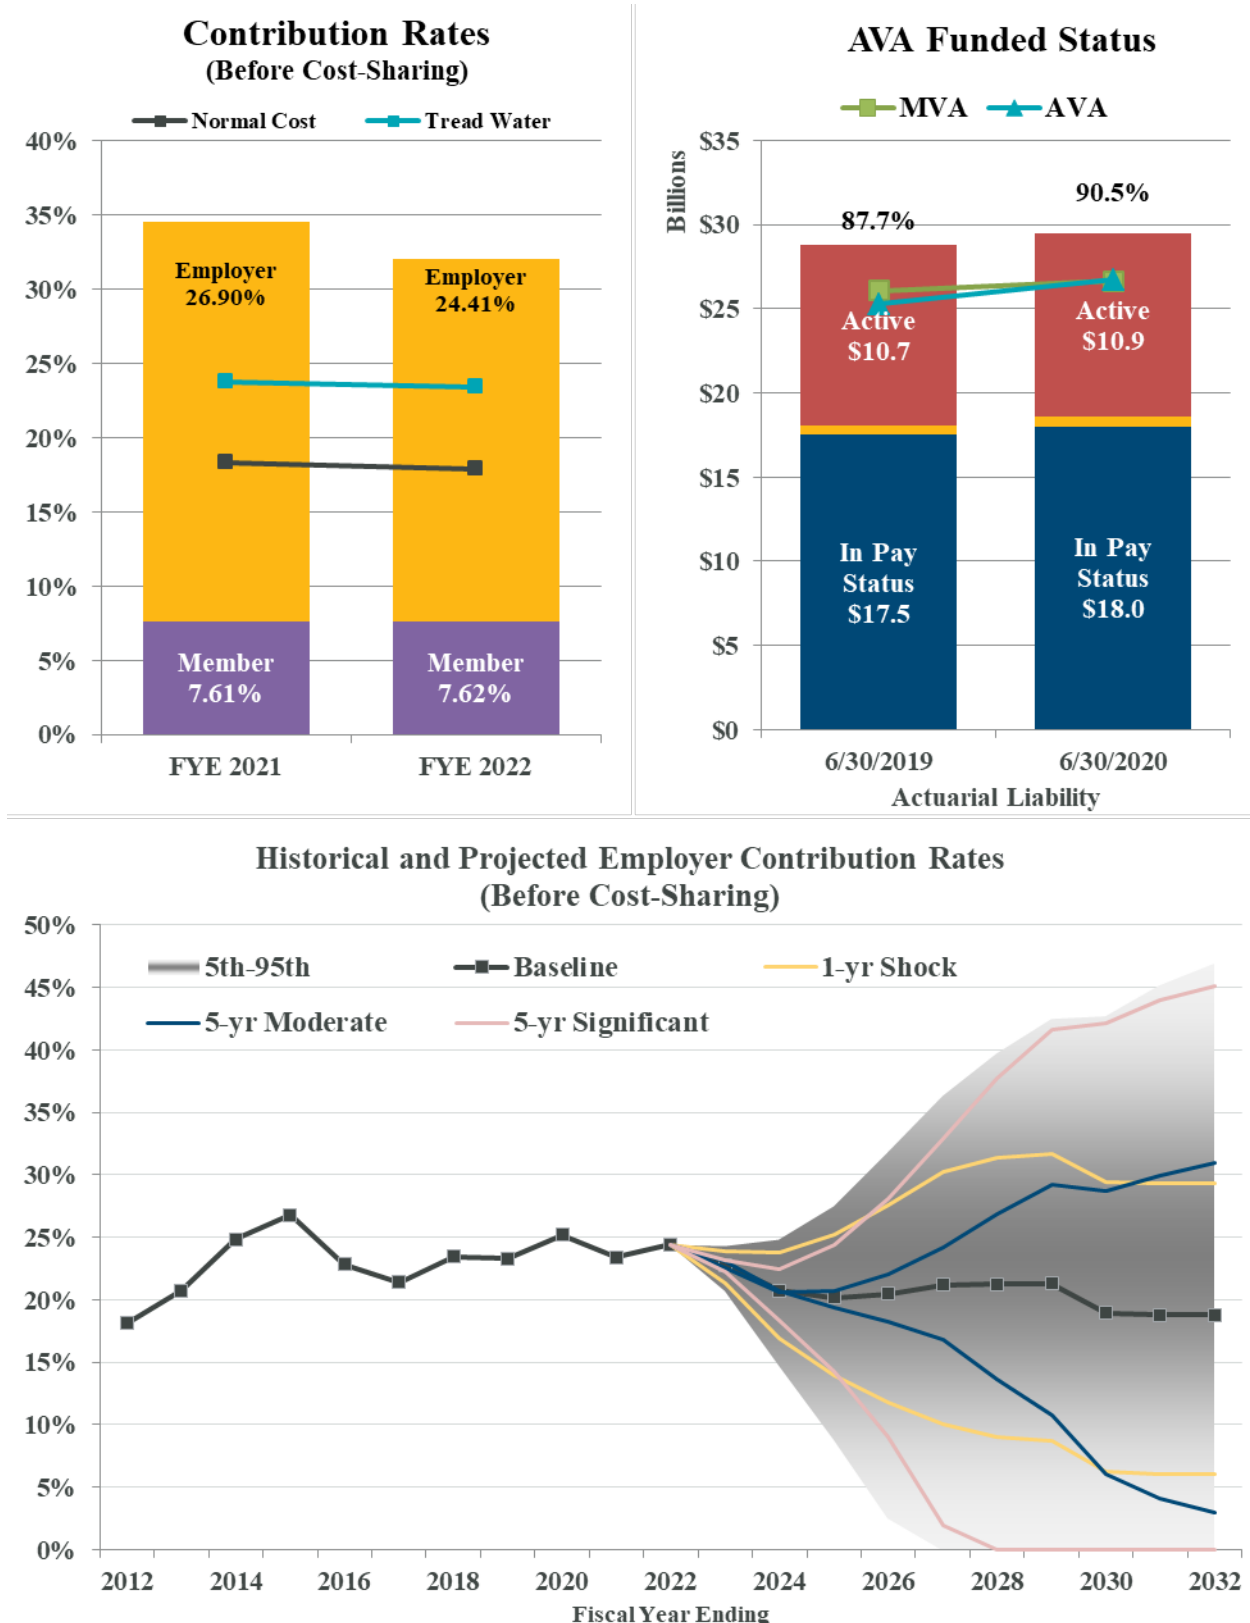 Contribution Rates
(Before Cost-Sharing)
Normal Cost
Tread Water
40%
35%
30%
25%
20%
15%
10%
5%
0%
Employer
26.90%
Employer
24.41%
Member
7.61%
Member
7.62%
FYE 2021
FYE 2022
AVA Funded Status
MVA
AVA
Billions
$35
$30
$25
$20
$15
$10
$5
$0
87.7%
90.5%
Active
$10.7
Active
$10.9
In Pay
Status
$17.5
In Pay
Status
$18.0
6/30/2019
6/30/2020
Actuarial Liability
Historical and Projected Employer Contribution Rates
(Before Cost-Sharing)
5th-95th
Baseline
1-yr Shock
5-yr Moderate
5-yr Significant
50%
45%
40%
35%
30%
25%
20%
15%
10%
5%
0%
2012 2014 2016 2018 2020 2022 2024 2026 2028 2030 2032
Fiscal Year Ending